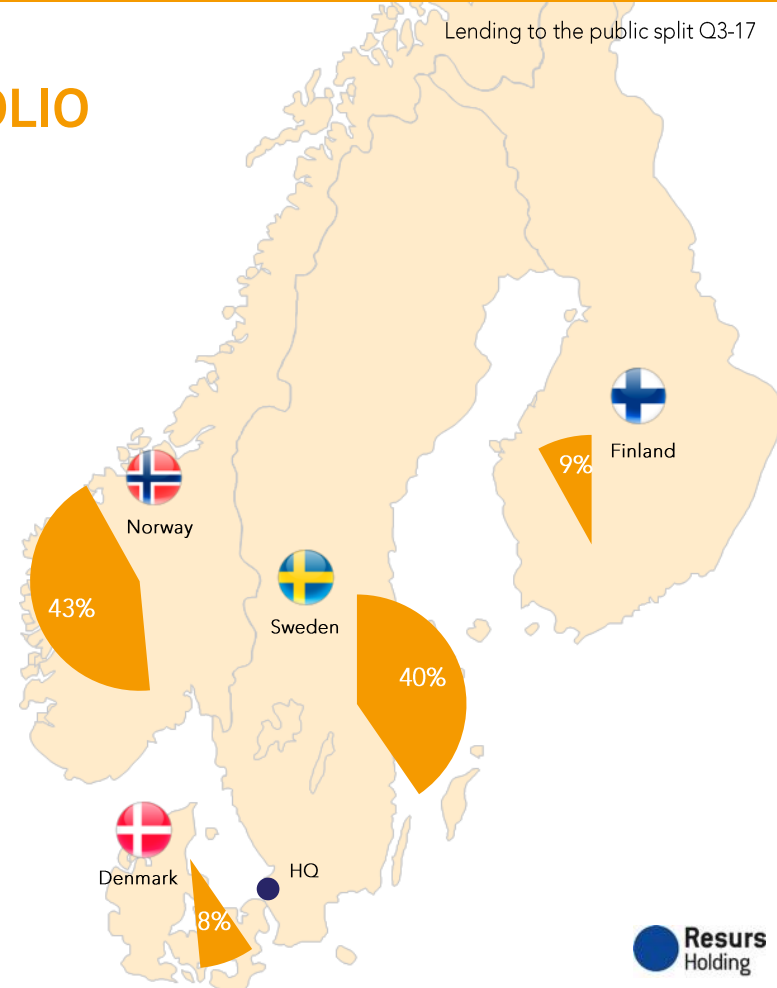 Lending to the public split Q3-17
OLIO
9%
Finland
Norway
43%
Sweden
40%
HQ
Denmark
8%
Resurs
Holding